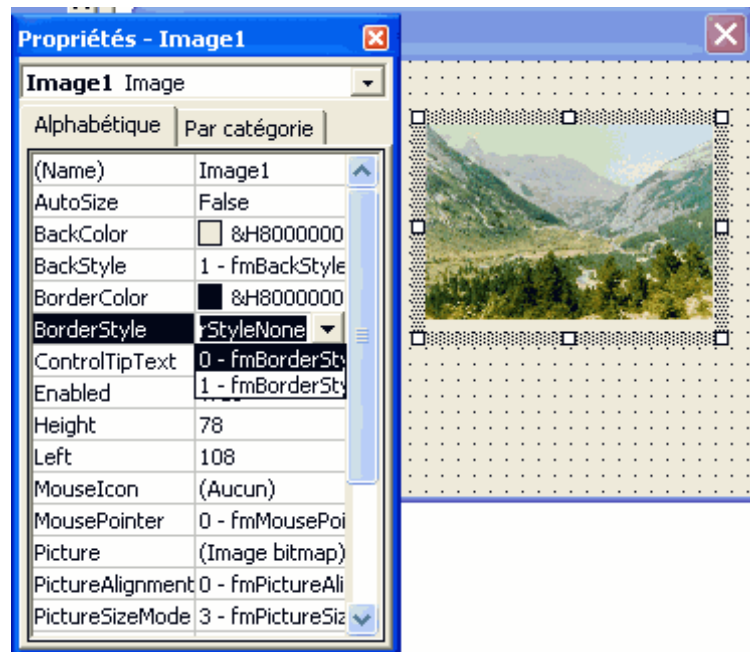 Propriétés - Image1
Image1 Image
Alphabétique Par catégorie
(Name) Image1
AutoSize False
BackColor &H8000000
BackStyle 1 - fmBackStyle
BorderColor &H8000000
BorderStyle rStyleNone
ControlTipText 0 - fmBorderSty
Enabled 1 - fmBorderSty
Height 78
Left 108
MouseIcon (Aucun)
MousePointer 0 - fmMousePoi
Picture (Image bitmap)
PictureAlignment 0 - fmPictureAli
PictureSizeMode 3 - fmPictureSiz